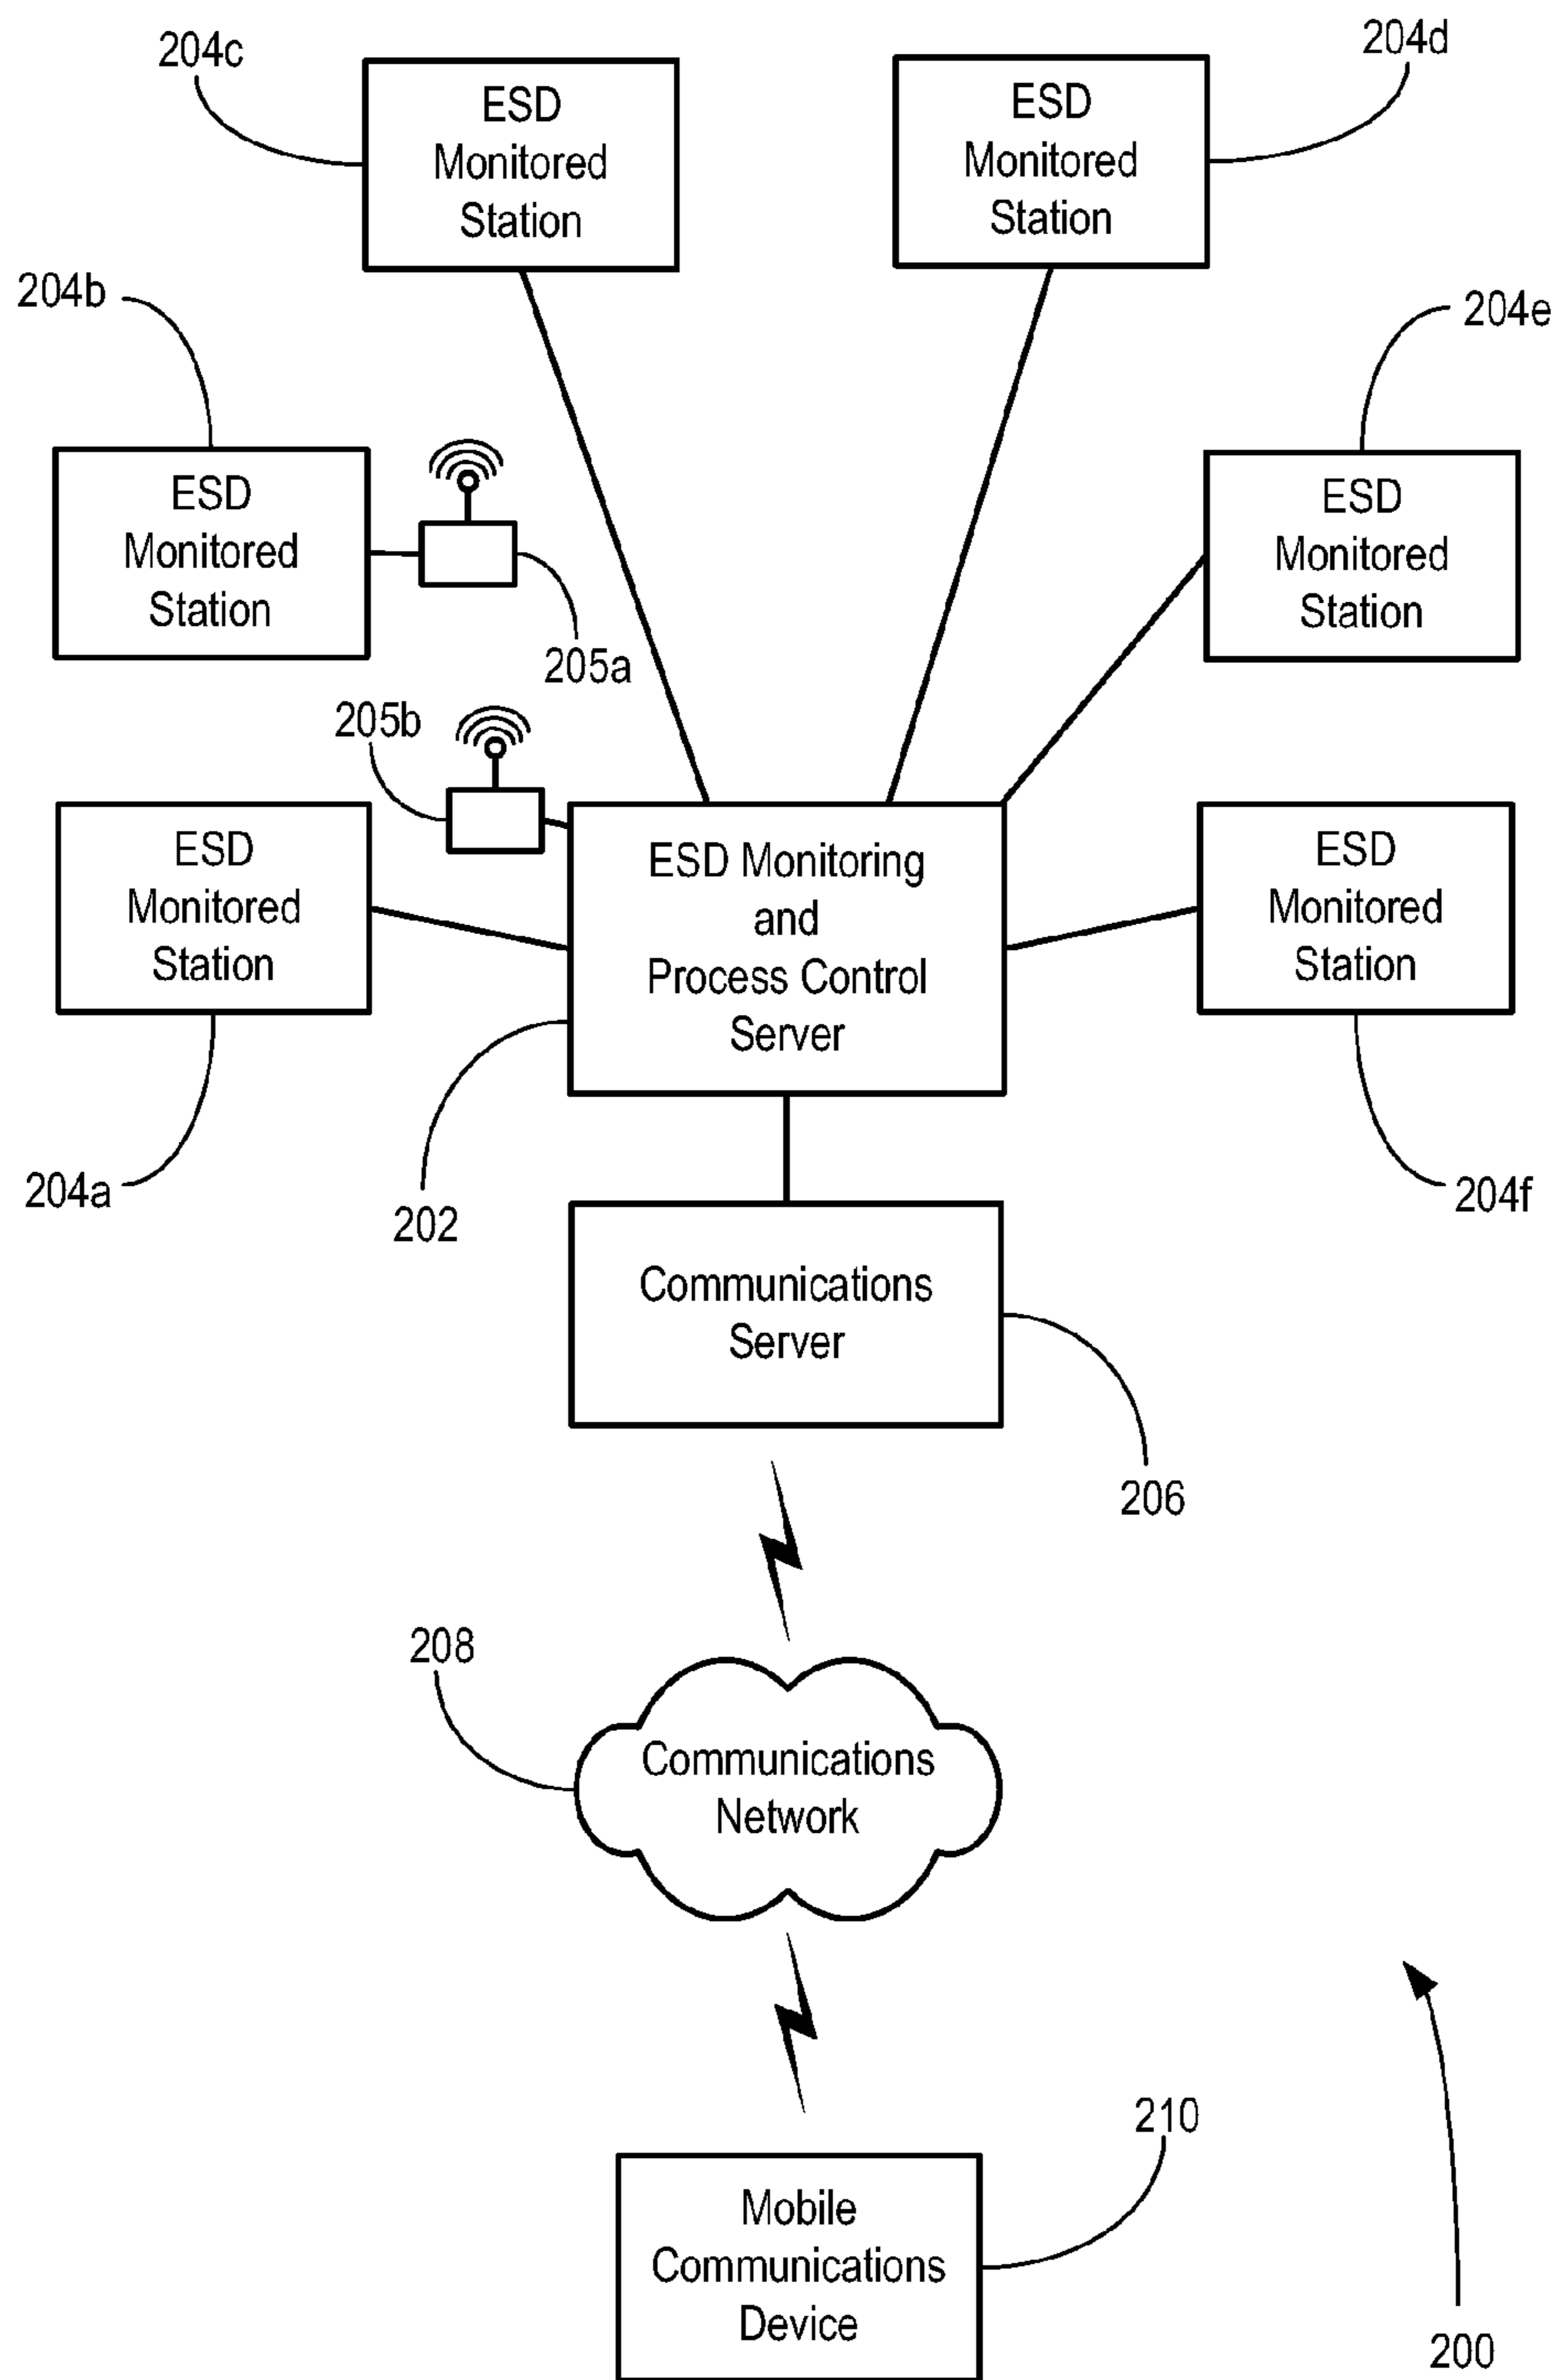 204c
204d
ESD
Monitored
Station
ESD
Monitored
Station
204b
204e
ESD
Monitored
Station
ESD
Monitored
Station
205a
205b
ESD
Monitored
Station
ESD Monitoring
and
Process Control
Server
ESD
Monitored
Station
204a
202
204f
Communications
Server
206
208
Communications
Network
210
Mobile
Communications
Device
200